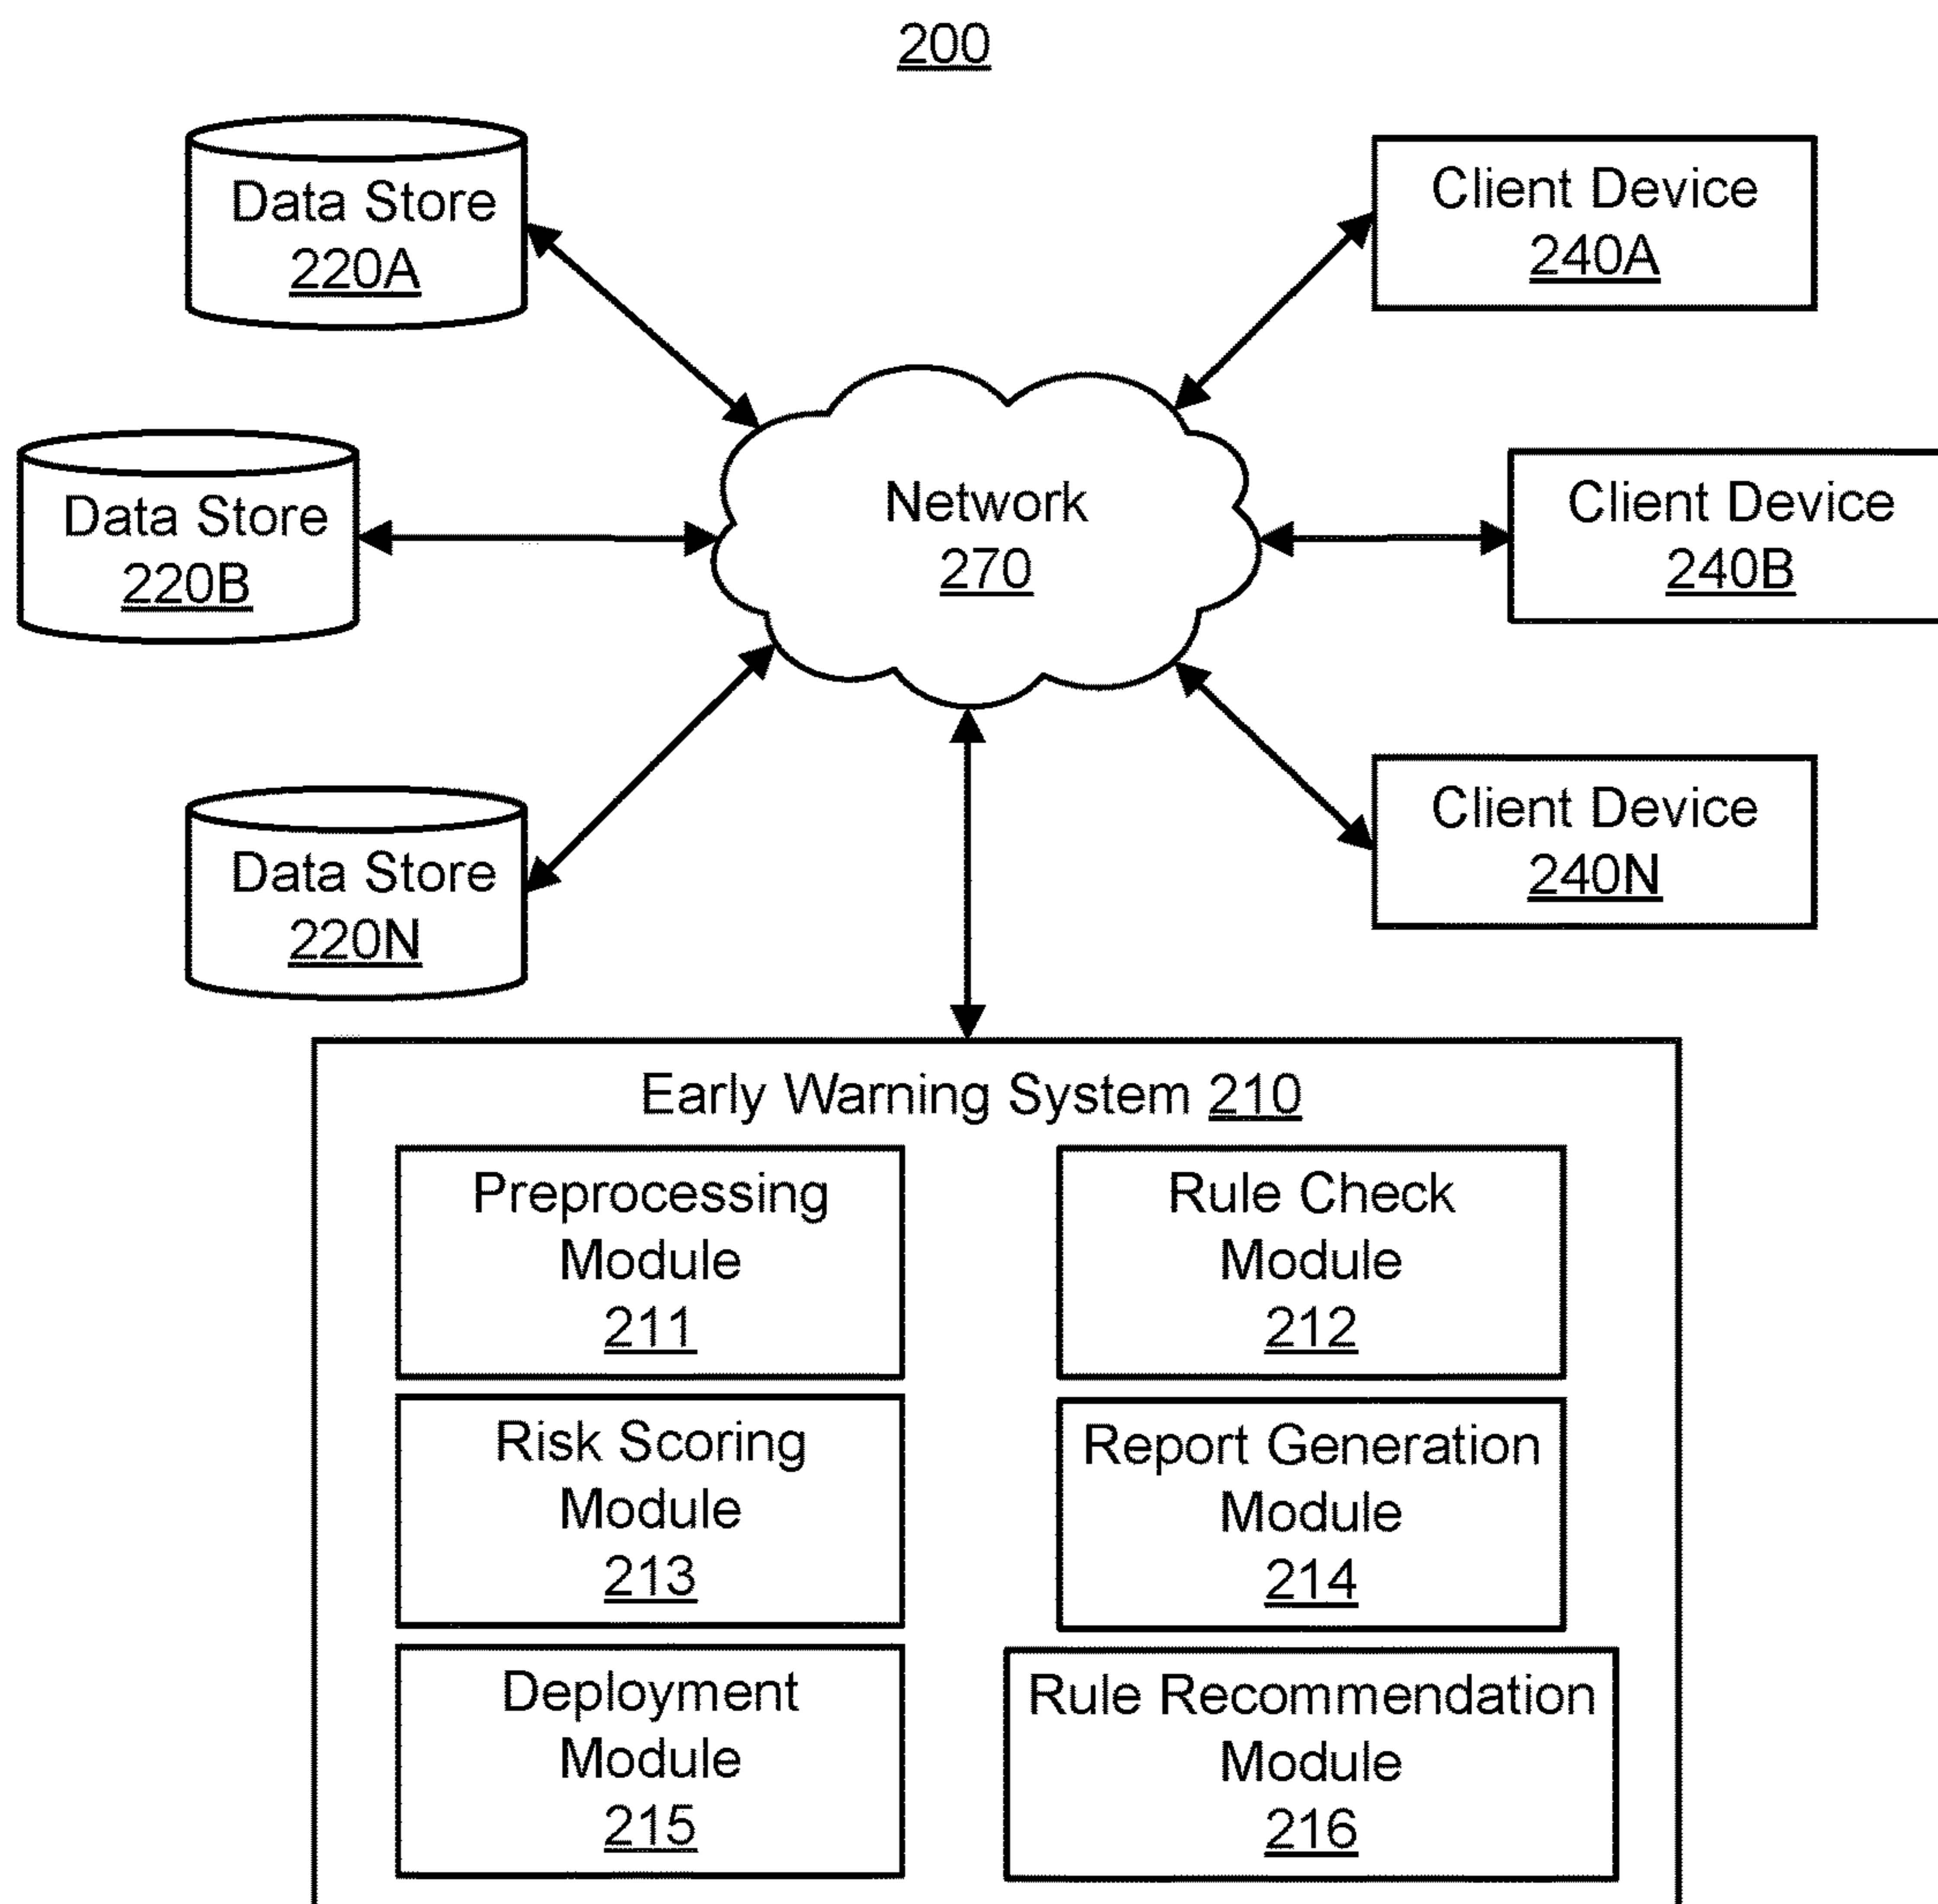 200
Data Store
220A
Client Device
240A
Data Store
220B
Network
270
Client Device
240B
Data Store
220N
Client Device
240N
Early Warning System 210
Preprocessing
Module
211
Rule Check
Module
212
Risk Scoring
Module
213
Report Generation
Module
214
Deployment
Module
215
Rule Recommendation
Module
216